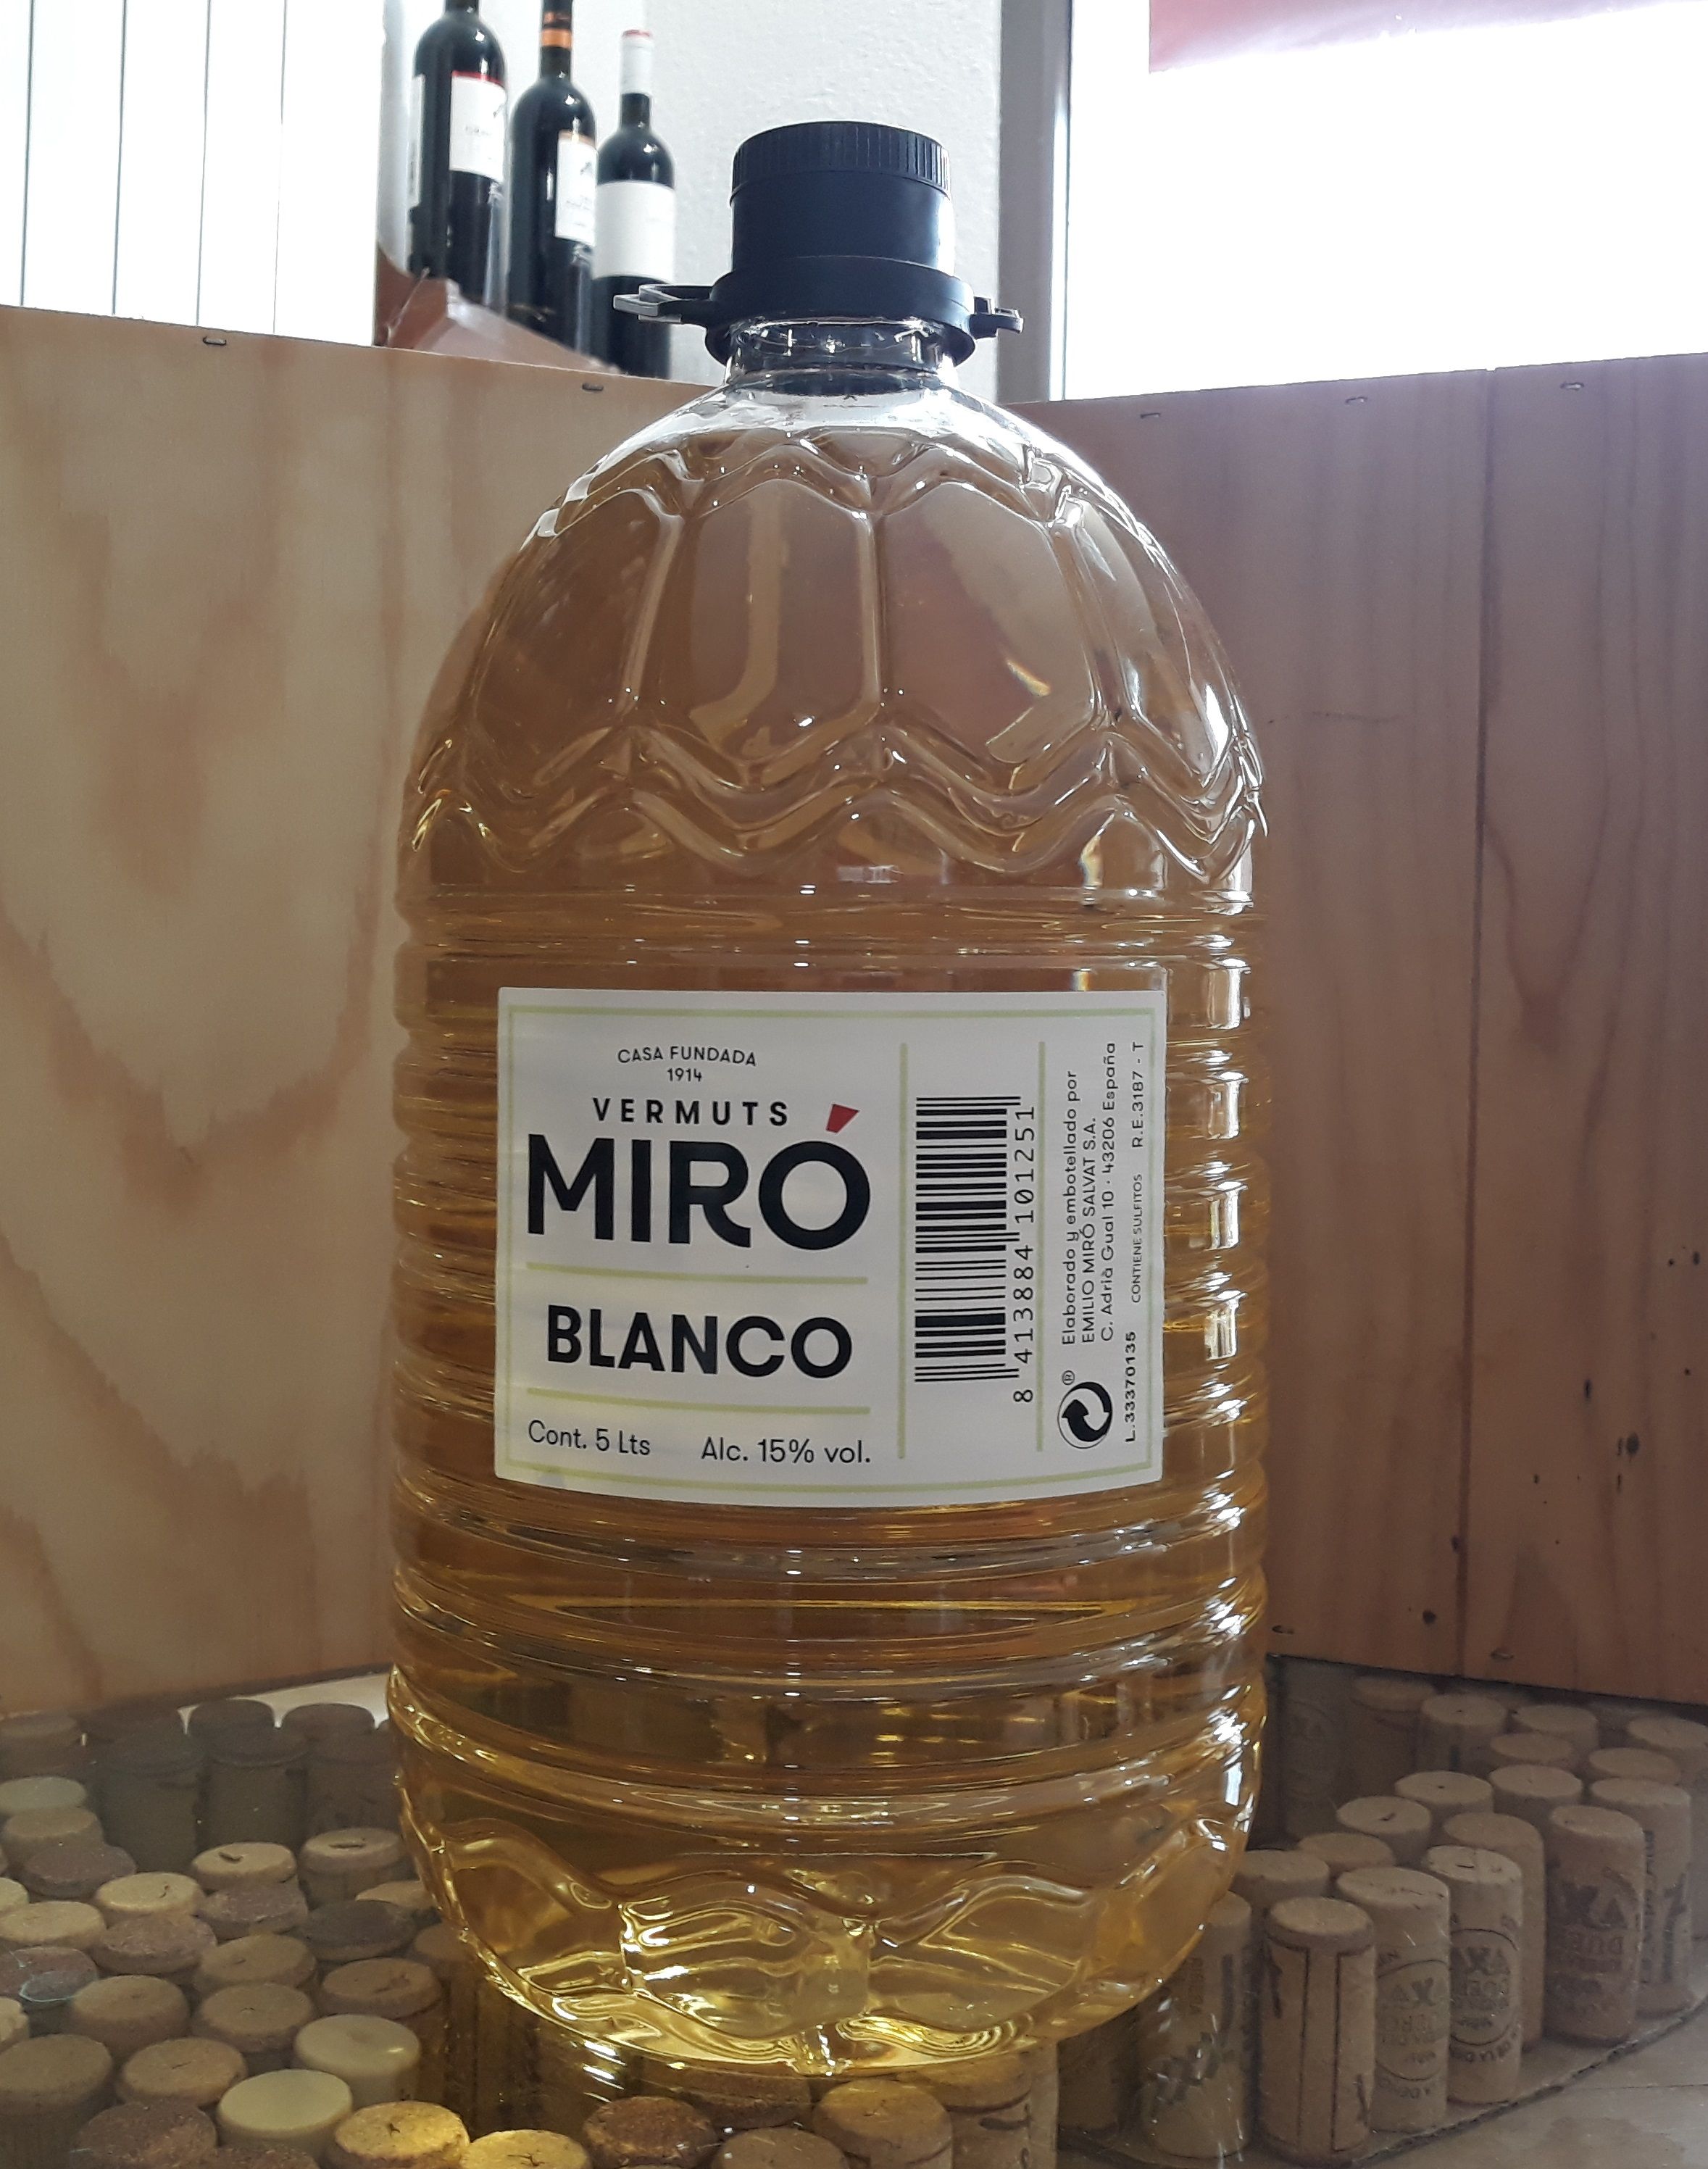 CASA FUNDADA
1914
VERMUTS
MIRÓ
BLANCO
Cont. 5 Lts Alc. 15% vol.
8 413884 101251
Elaborado y embotellado por
EMILIO MIRÓ SALVAT S.A.
C. Adrià Gual 10 · 43206 España
L.33370135 CONTIENE SULFITOS R.E.3187 - T